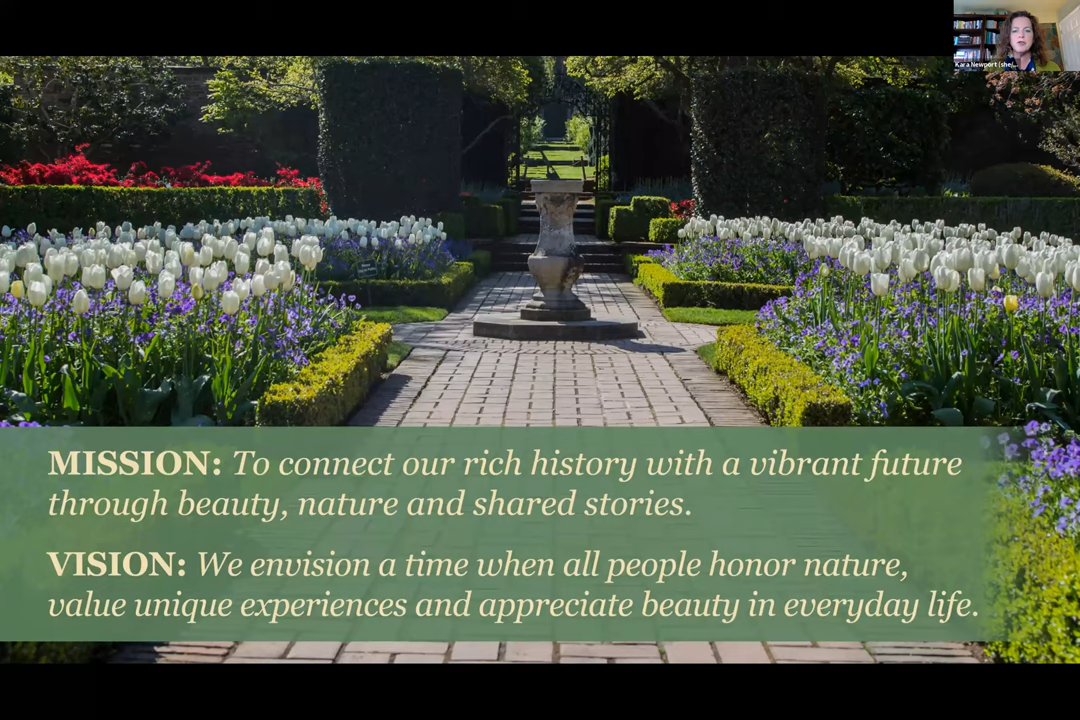 Kara Newport (she/...
MISSION: To connect our rich history with a vibrant future
through beauty, nature and shared stories.
VISION: We envision a time when all people honor nature,
value unique experiences and appreciate beauty in everyday life.